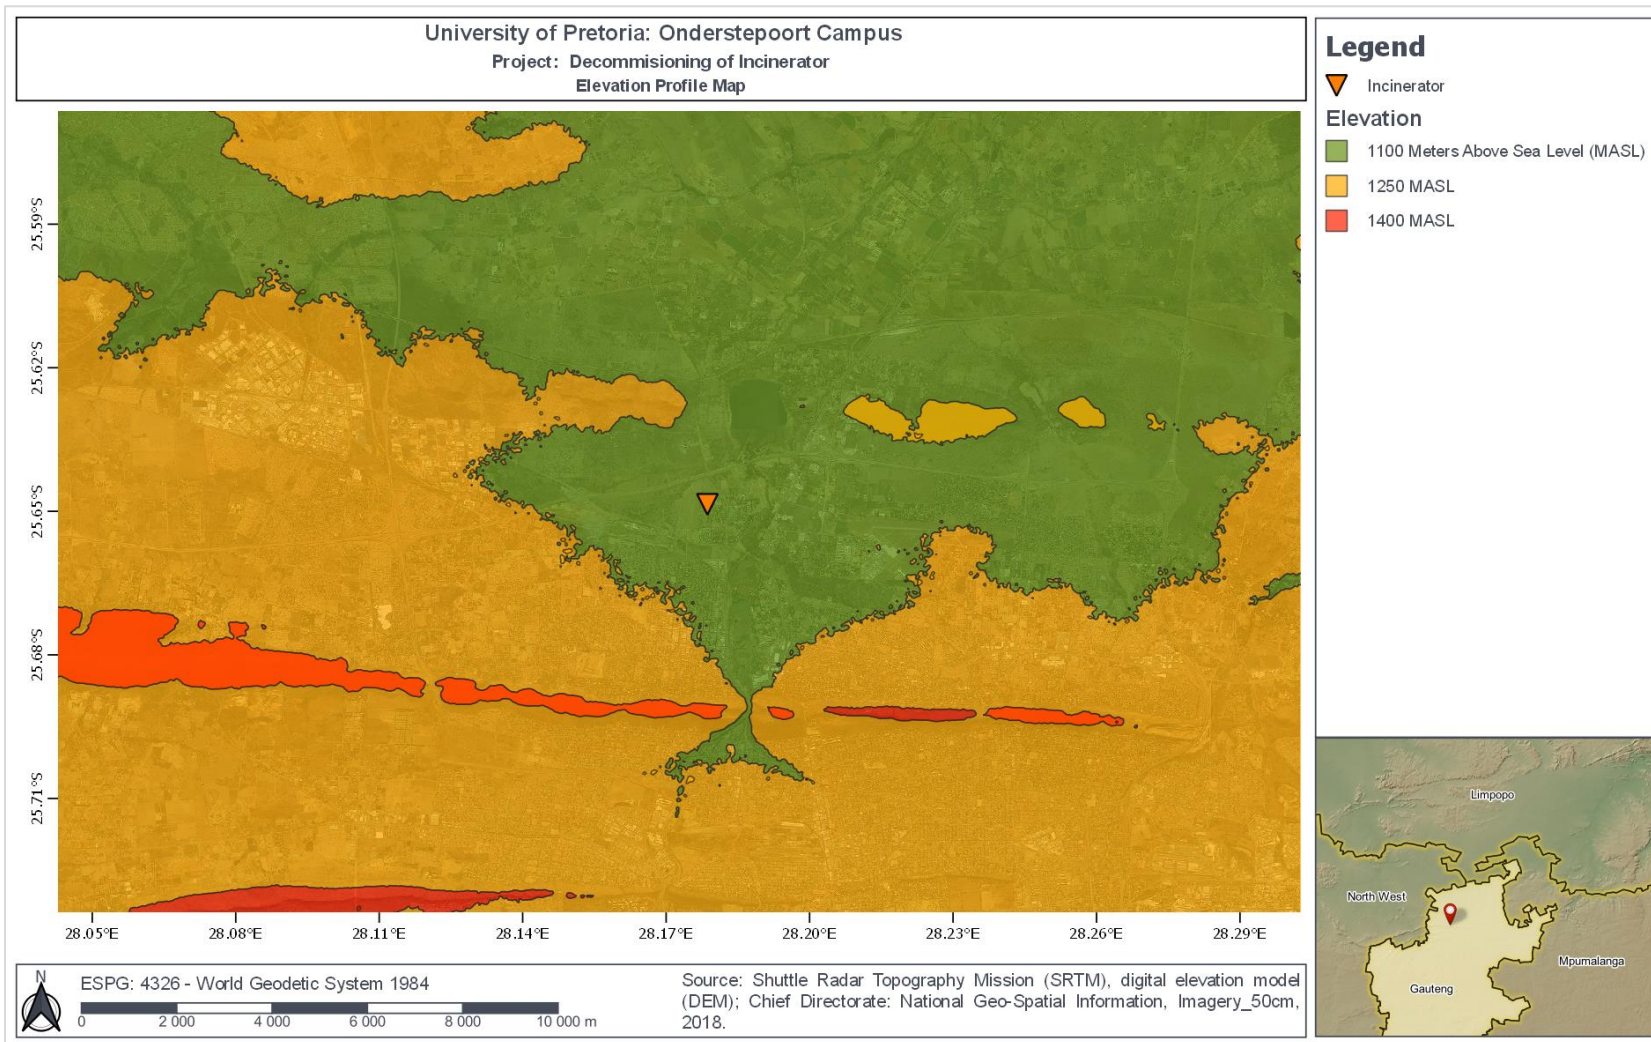 University of Pretoria: Onderstepoort Campus
Project: Decommisioning of Incinerator
Elevation Profile Map
Legend
Incinerator
Elevation
1100 Meters Above Sea Level (MASL)
1250 MASL
1400 MASL
25.59°S
25.62°S
25.65°S
25.68°S
25.71°S
28.05°E
28.08°E
28.11°E
28.14°E
28.17°E
28.20°E
28.23°E
28.26°E
28.29°E
Limpopo
North West
Mpumalanga
Gauteng
N
ESPG: 4326 - World Geodetic System 1984
0 2 000 4 000 6 000 8 000 10 000 m
Source: Shuttle Radar Topography Mission (SRTM), digital elevation model
(DEM); Chief Directorate: National Geo-Spatial Information, Imagery_50cm,
2018.